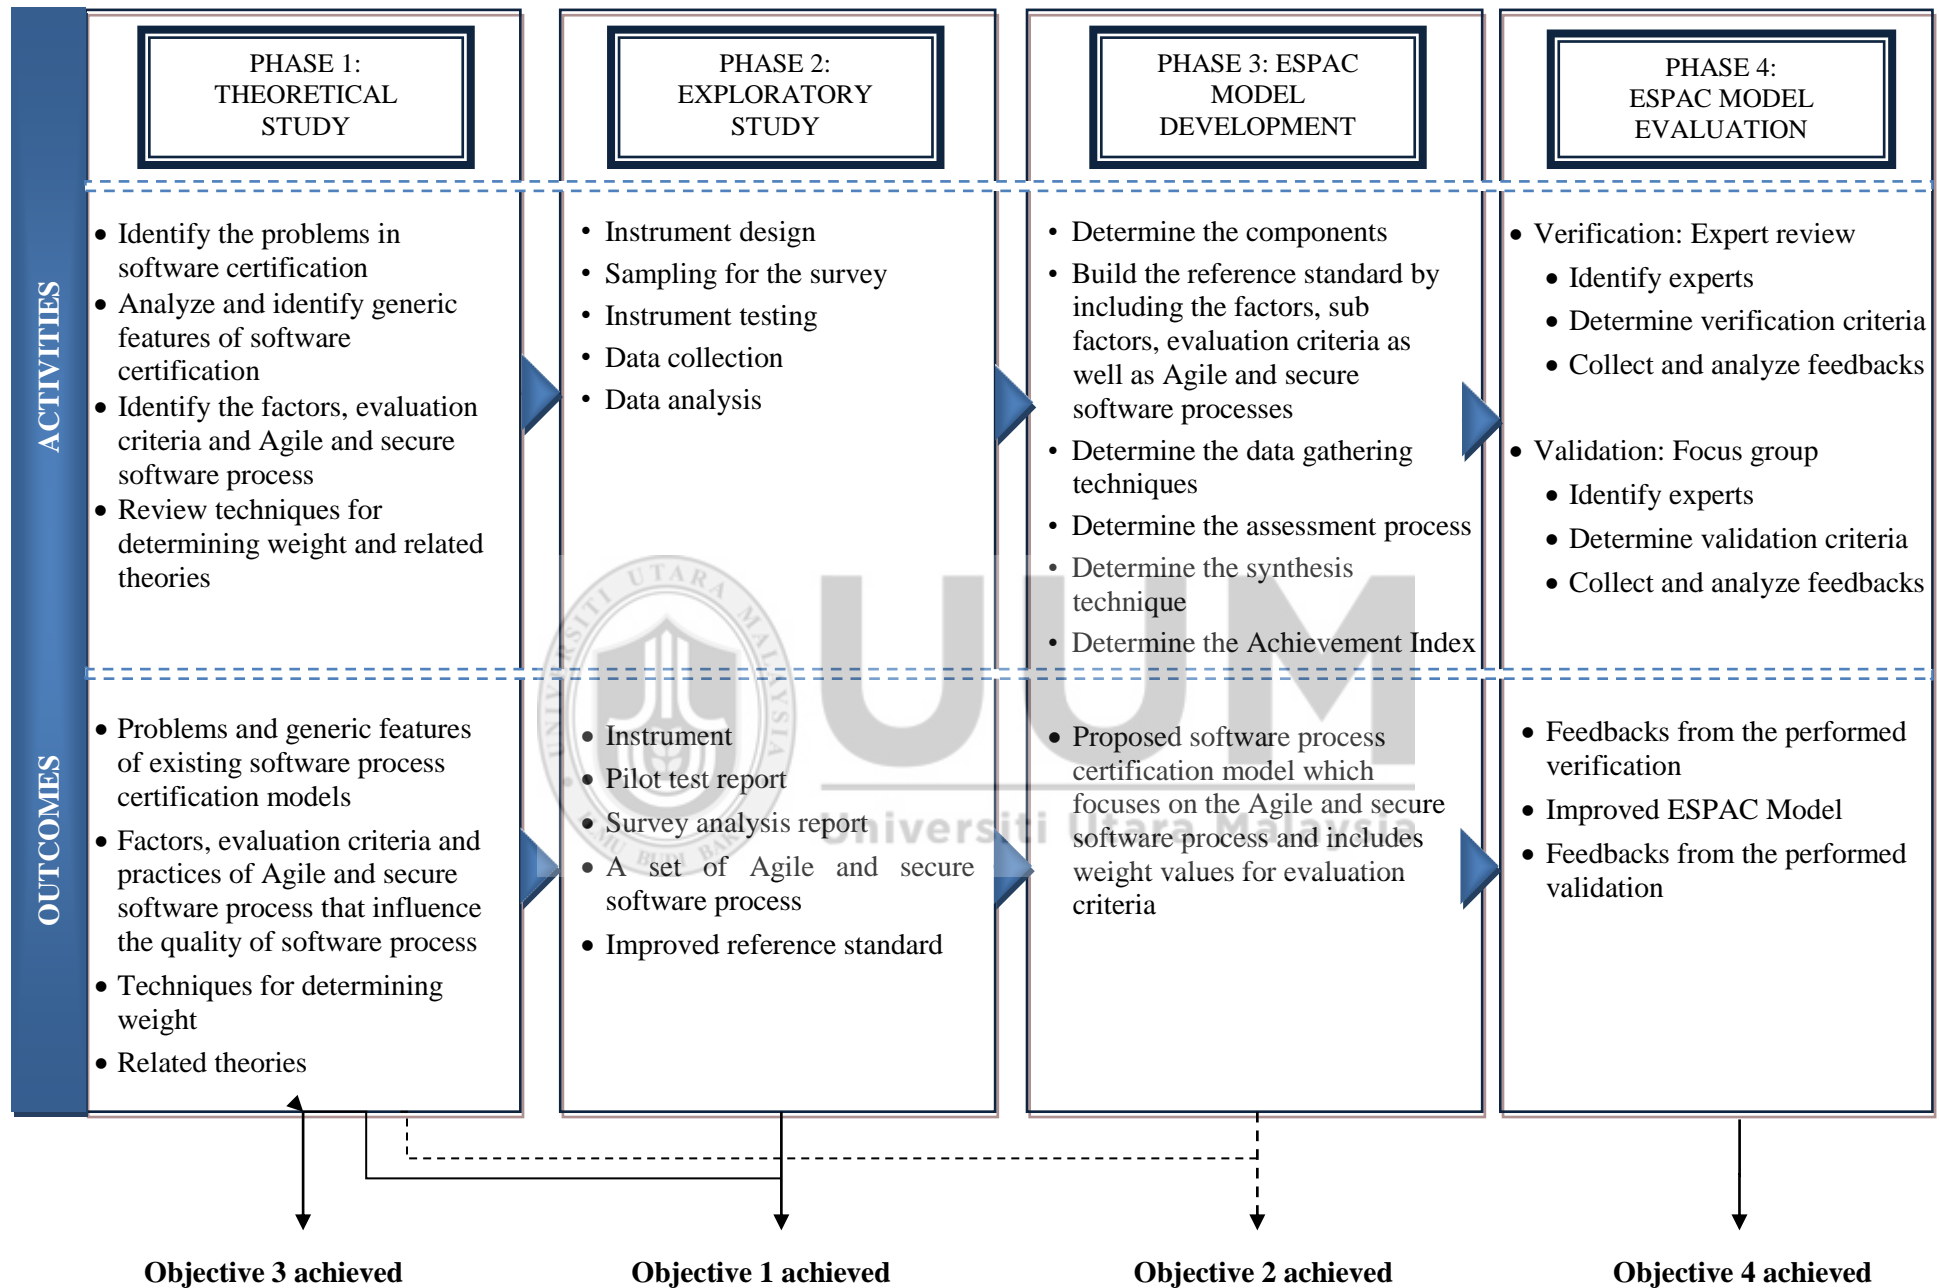 PHASE 1:
THEORETICAL
STUDY
PHASE 2:
EXPLORATORY
STUDY
PHASE 3: ESPAC
MODEL
DEVELOPMENT
PHASE 4:
ESPAC MODEL
EVALUATION
ACTIVITIES
• Identify the problems in
software certification
• Analyze and identify generic
features of software
certification
• Identify the factors, evaluation
criteria and Agile and secure
software process
• Review techniques for
determining weight and related
theories
• Instrument design
• Sampling for the survey
• Instrument testing
• Data collection
• Data analysis
• Determine the components
• Build the reference standard by
including the factors, sub
factors, evaluation criteria as
well as Agile and secure
software processes
• Determine the data gathering
techniques
• Determine the assessment process
• Determine the synthesis
technique
• Determine the Achievement Index
• Verification: Expert review
• Identify experts
• Determine verification criteria
• Collect and analyze feedbacks
• Validation: Focus group
• Identify experts
• Determine validation criteria
• Collect and analyze feedbacks
OUTCOMES
• Problems and generic features
of existing software process
certification models
• Factors, evaluation criteria and
practices of Agile and secure
software process that influence
the quality of software process
• Techniques for determining
weight
• Related theories
• Instrument
• Pilot test report
• Survey analysis report
• A set of Agile and secure
software process
• Improved reference standard
• Proposed software process
certification model which
focuses on the Agile and secure
software process and includes
weight values for evaluation
criteria
• Feedbacks from the performed
verification
• Improved ESPAC Model
• Feedbacks from the performed
validation
UNIVERSITI UTARA MALAYSIA
UUM
Universiti Utara Malaysia
Objective 3 achieved
Objective 1 achieved
Objective 2 achieved
Objective 4 achieved